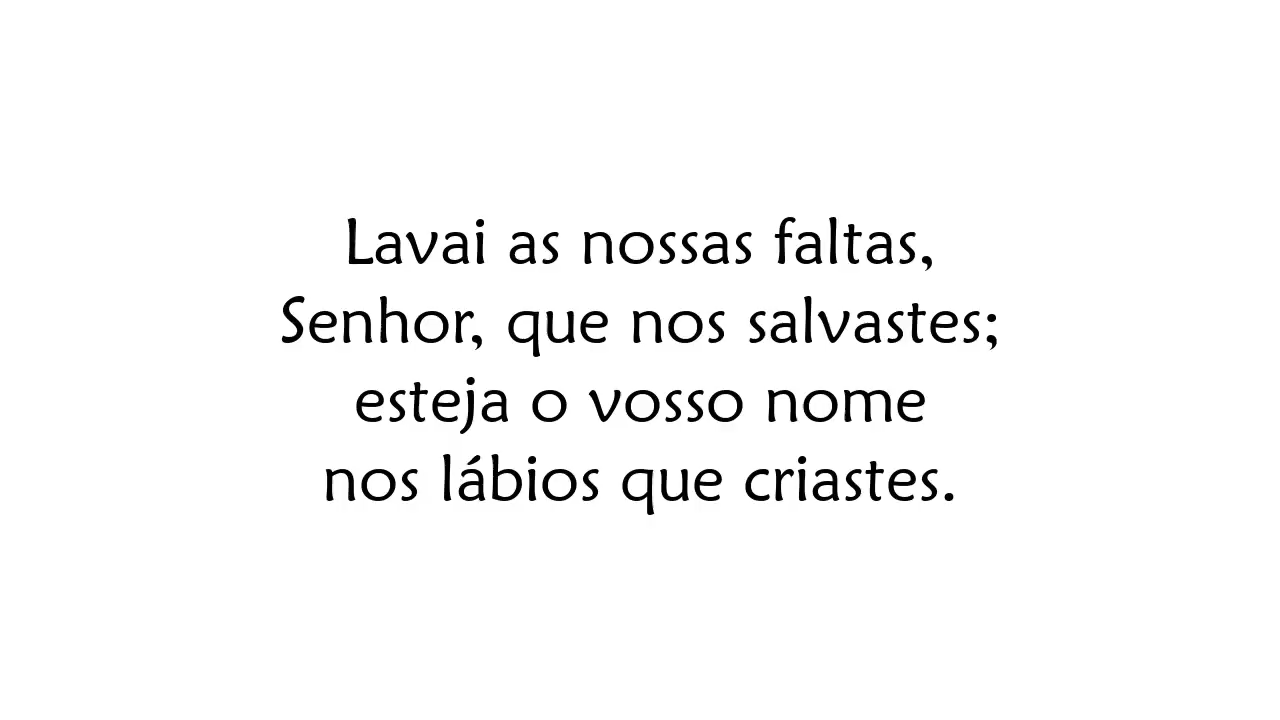 Lavai as nossas faltas,
Senhor, que nos salvastes;
esteja o vosso nome
nos lábios que criastes.